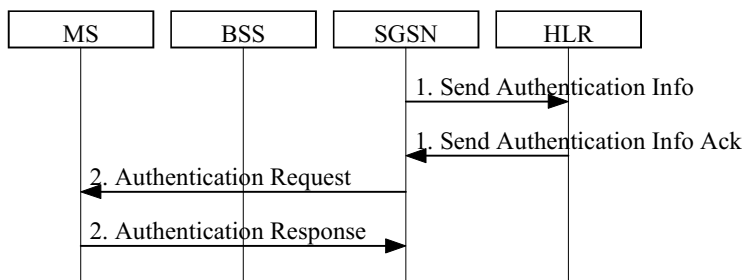 MS BSS SGSN HLR
1. Send Authentication Info
1. Send Authentication Info Ack
2. Authentication Request
2. Authentication Response